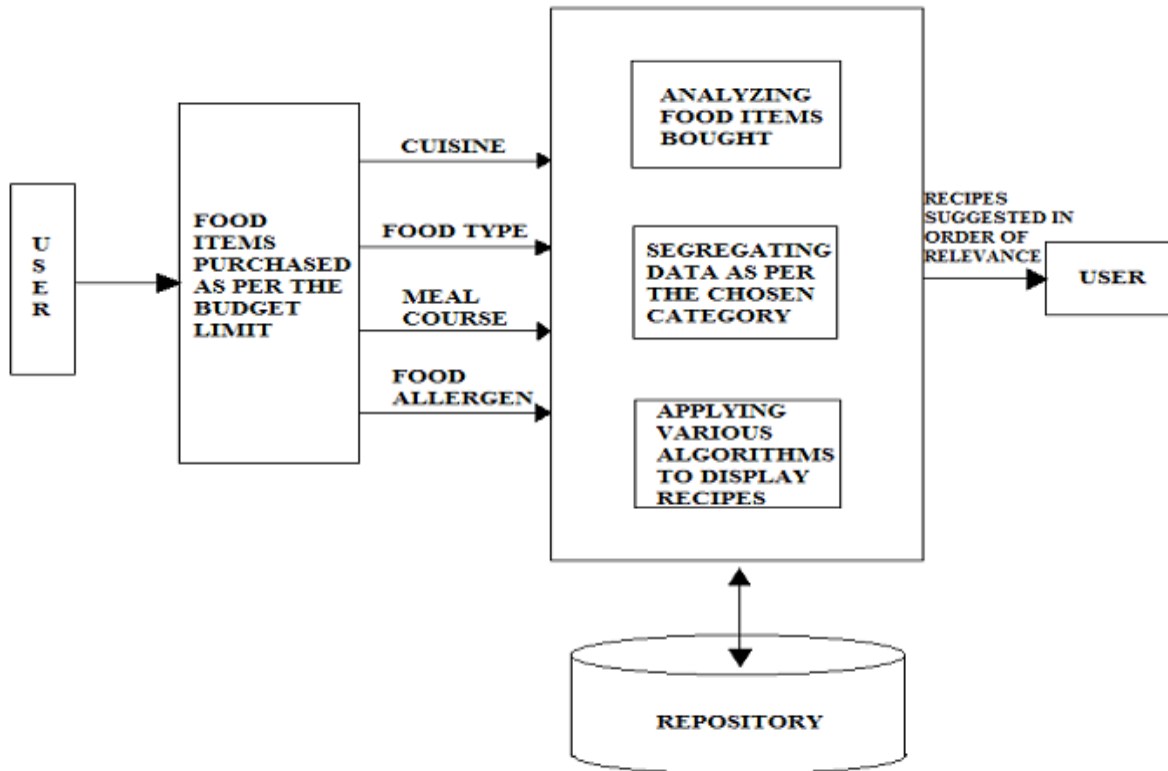 U
S
E
R
FOOD
ITEMS
PURCHASED
AS PER THE
BUDGET
LIMIT
CUISINE
FOOD TYPE
MEAL
COURSE
FOOD
ALLERGEN
ANALYZING
FOOD ITEMS
BOUGHT
SEGREGATING
DATA AS PER
THE CHOSEN
CATEGORY
APPLYING
VARIOUS
ALGORITHMS
TO DISPLAY
RECIPES
RECIPES
SUGGESTED IN
ORDER OF
RELEVANCE
USER
REPOSITORY